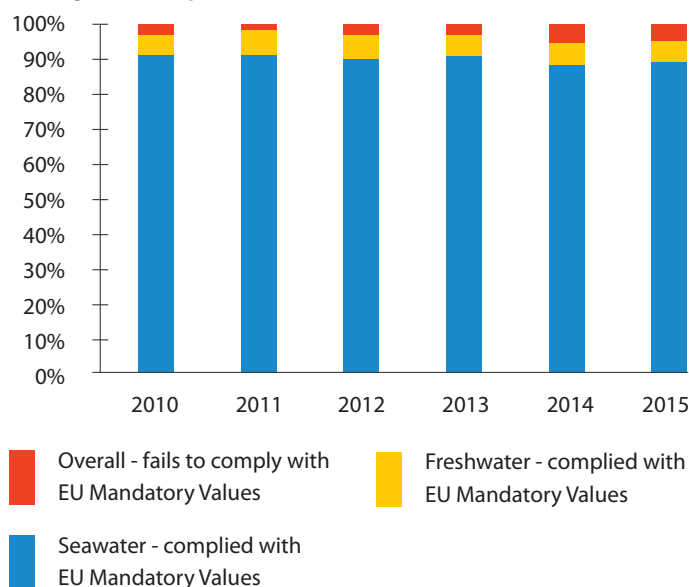 100%
90%
80%
70%
60%
50%
40%
30%
20%
10%
0%
2010 2011 2012 2013 2014 2015
Overall - fails to comply with
EU Mandatory Values
Freshwater - complied with
EU Mandatory Values
Seawater - complied with
EU Mandatory Values